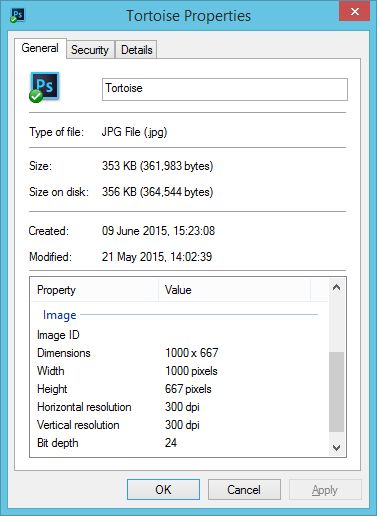 Tortoise Properties
General Security Details
Ps Tortoise
Type of file: JPG File (.jpg)
Size: 353 KB (361,983 bytes)
Size on disk: 356 KB (364,544 bytes)
Created: 09 June 2015, 15:23:08
Modified: 21 May 2015, 14:02:39
Property Value
Image
Image ID
Dimensions 1000 x 667
Width 1000 pixels
Height 667 pixels
Horizontal resolution 300 dpi
Vertical resolution 300 dpi
Bit depth 24
OK Cancel Apply